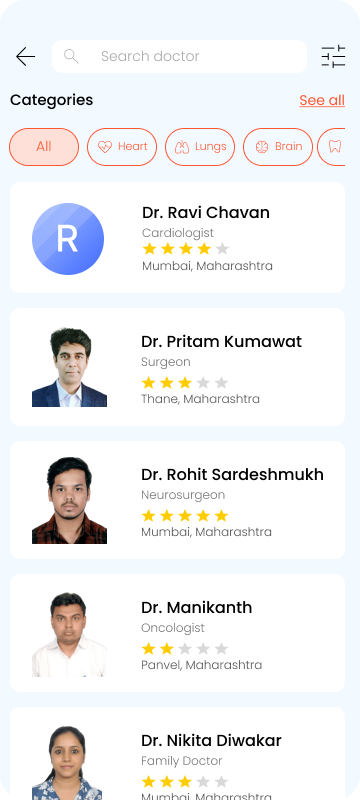 Search doctor
Categories
See all
All
Heart
Lungs
Brain
R
Dr. Ravi Chavan
Cardiologist
Mumbai, Maharashtra
Dr. Pritam Kumawat
Surgeon
Thane, Maharashtra
Dr. Rohit Sardeshmukh
Neurosurgeon
Mumbai, Maharashtra
Dr. Manikanth
Oncologist
Panvel, Maharashtra
Dr. Nikita Diwakar
Family Doctor
Mumbai, Maharashtra